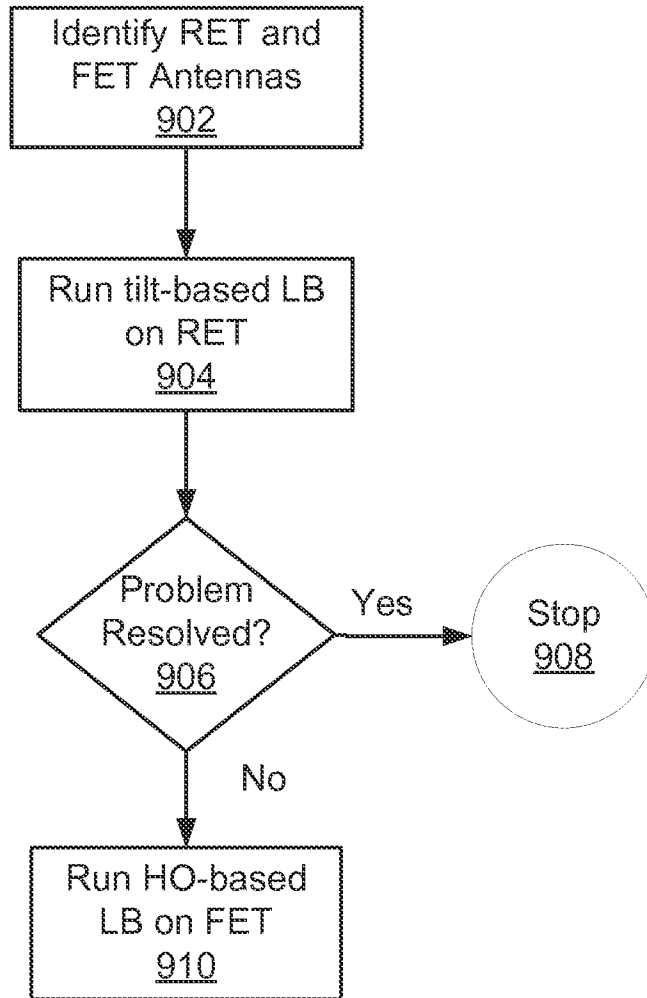 Identify RET and
FET Antennas
902
Run tilt-based LB
on RET
904
Problem
Resolved?
906
Yes
Stop
908
No
Run HO-based
LB on FET
910